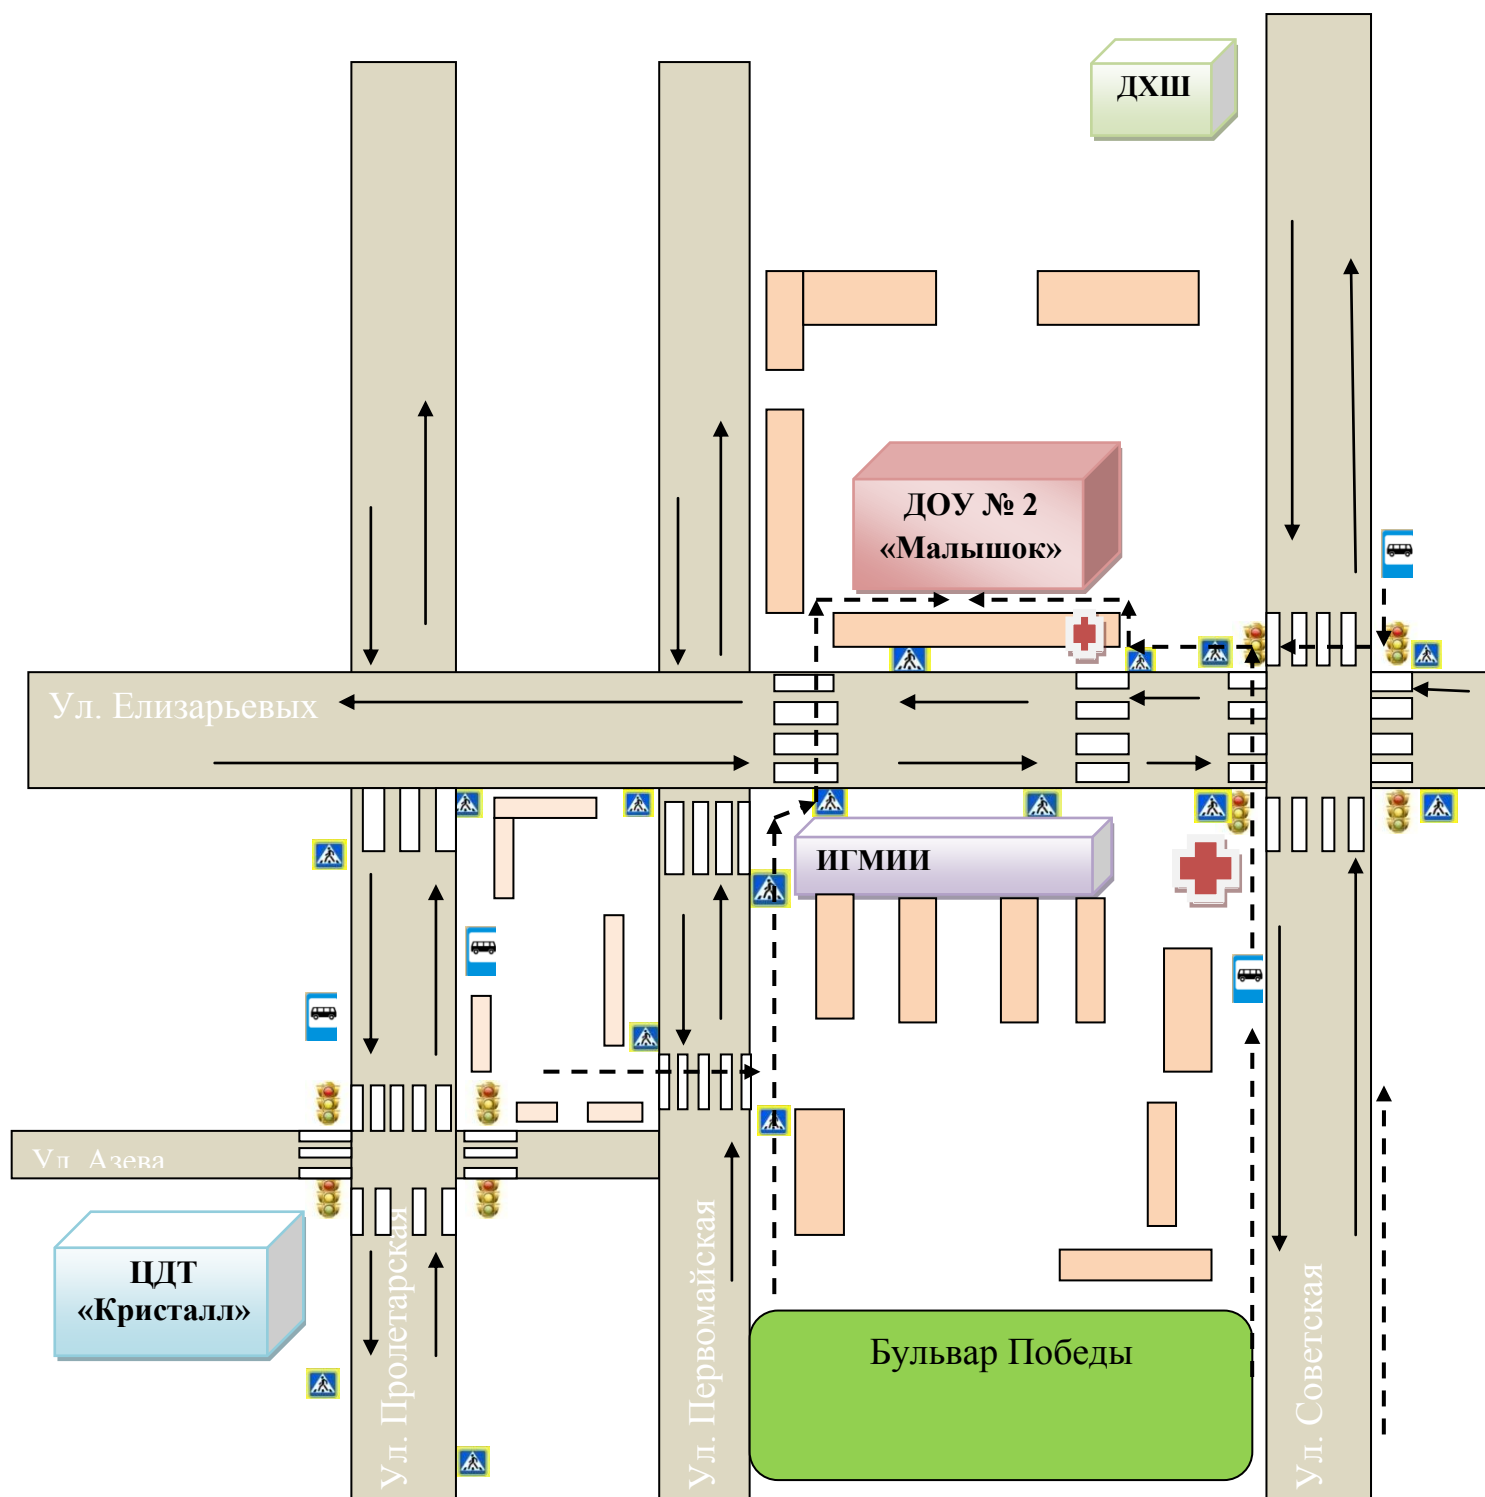 ДХШ
ДОУ № 2
«Малышок»
Ул. Елизарьевых
ИГМИИ
Ул. Азева
ЦДТ
«Кристалл»
Ул. Пролетарская
Ул. Первомайская
Бульвар Победы
Ул. Советская